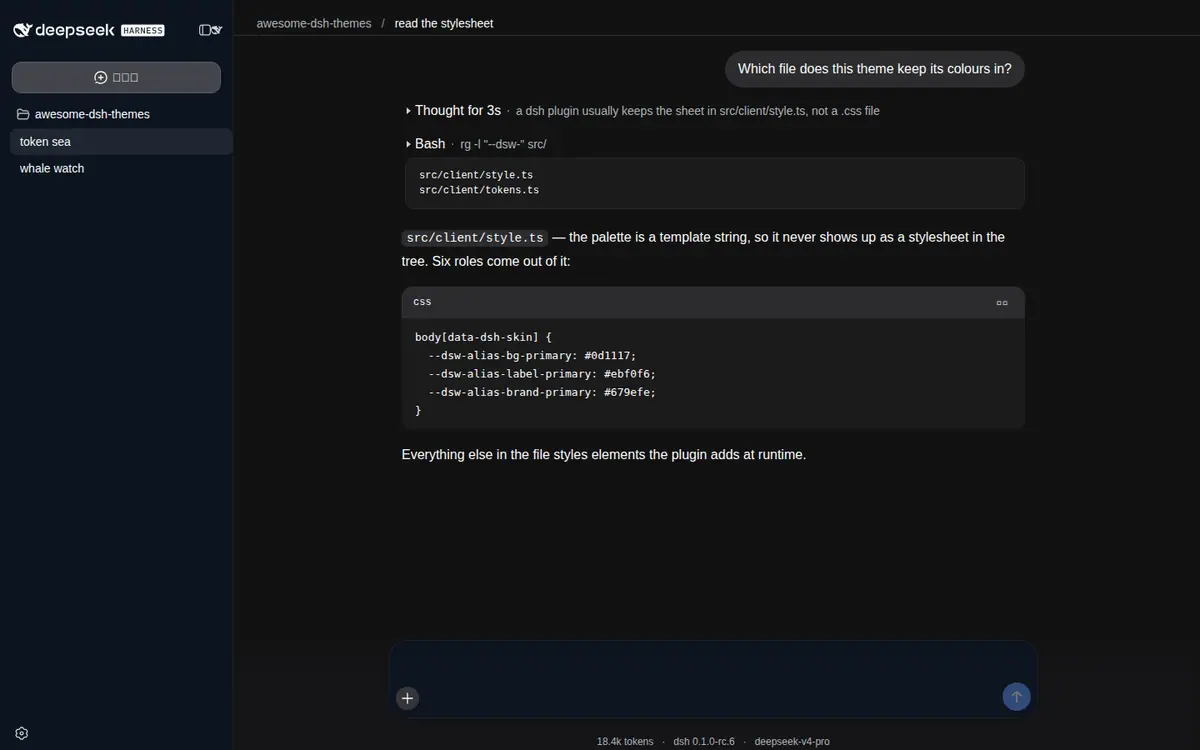 deepseek HARNESS
awesome-dsh-themes
token sea
whale watch
awesome-dsh-themes / read the stylesheet
Which file does this theme keep its colours in?
Thought for 3s · a dsh plugin usually keeps the sheet in src/client/style.ts, not a .css file
Bash · rg -l "--dsw-" src/
src/client/style.ts
src/client/tokens.ts
src/client/style.ts — the palette is a template string, so it never shows up as a stylesheet in the
tree. Six roles come out of it:
css
body[data-dsh-skin] {
--dsw-alias-bg-primary: #0d1117;
--dsw-alias-label-primary: #ebf0f6;
--dsw-alias-brand-primary: #679efe;
}
Everything else in the file styles elements the plugin adds at runtime.
18.4k tokens · dsh 0.1.0-rc.6 · deepseek-v4-pro